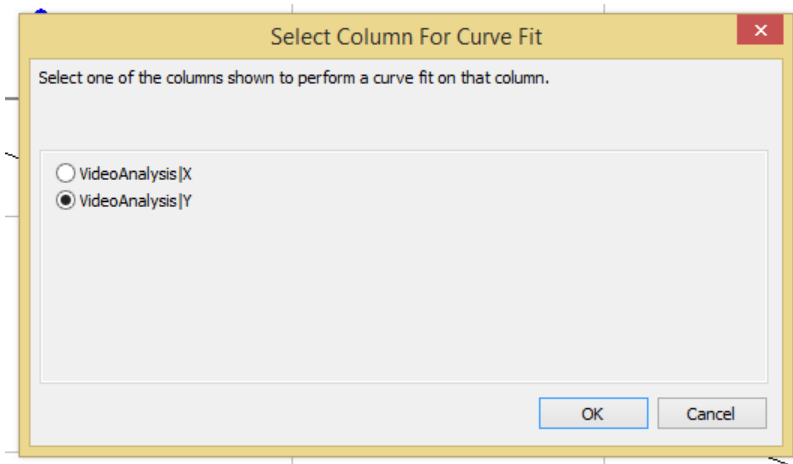 Select Column For Curve Fit
Select one of the columns shown to perform a curve fit on that column.
VideoAnalysis|X
VideoAnalysis|Y
OK
Cancel